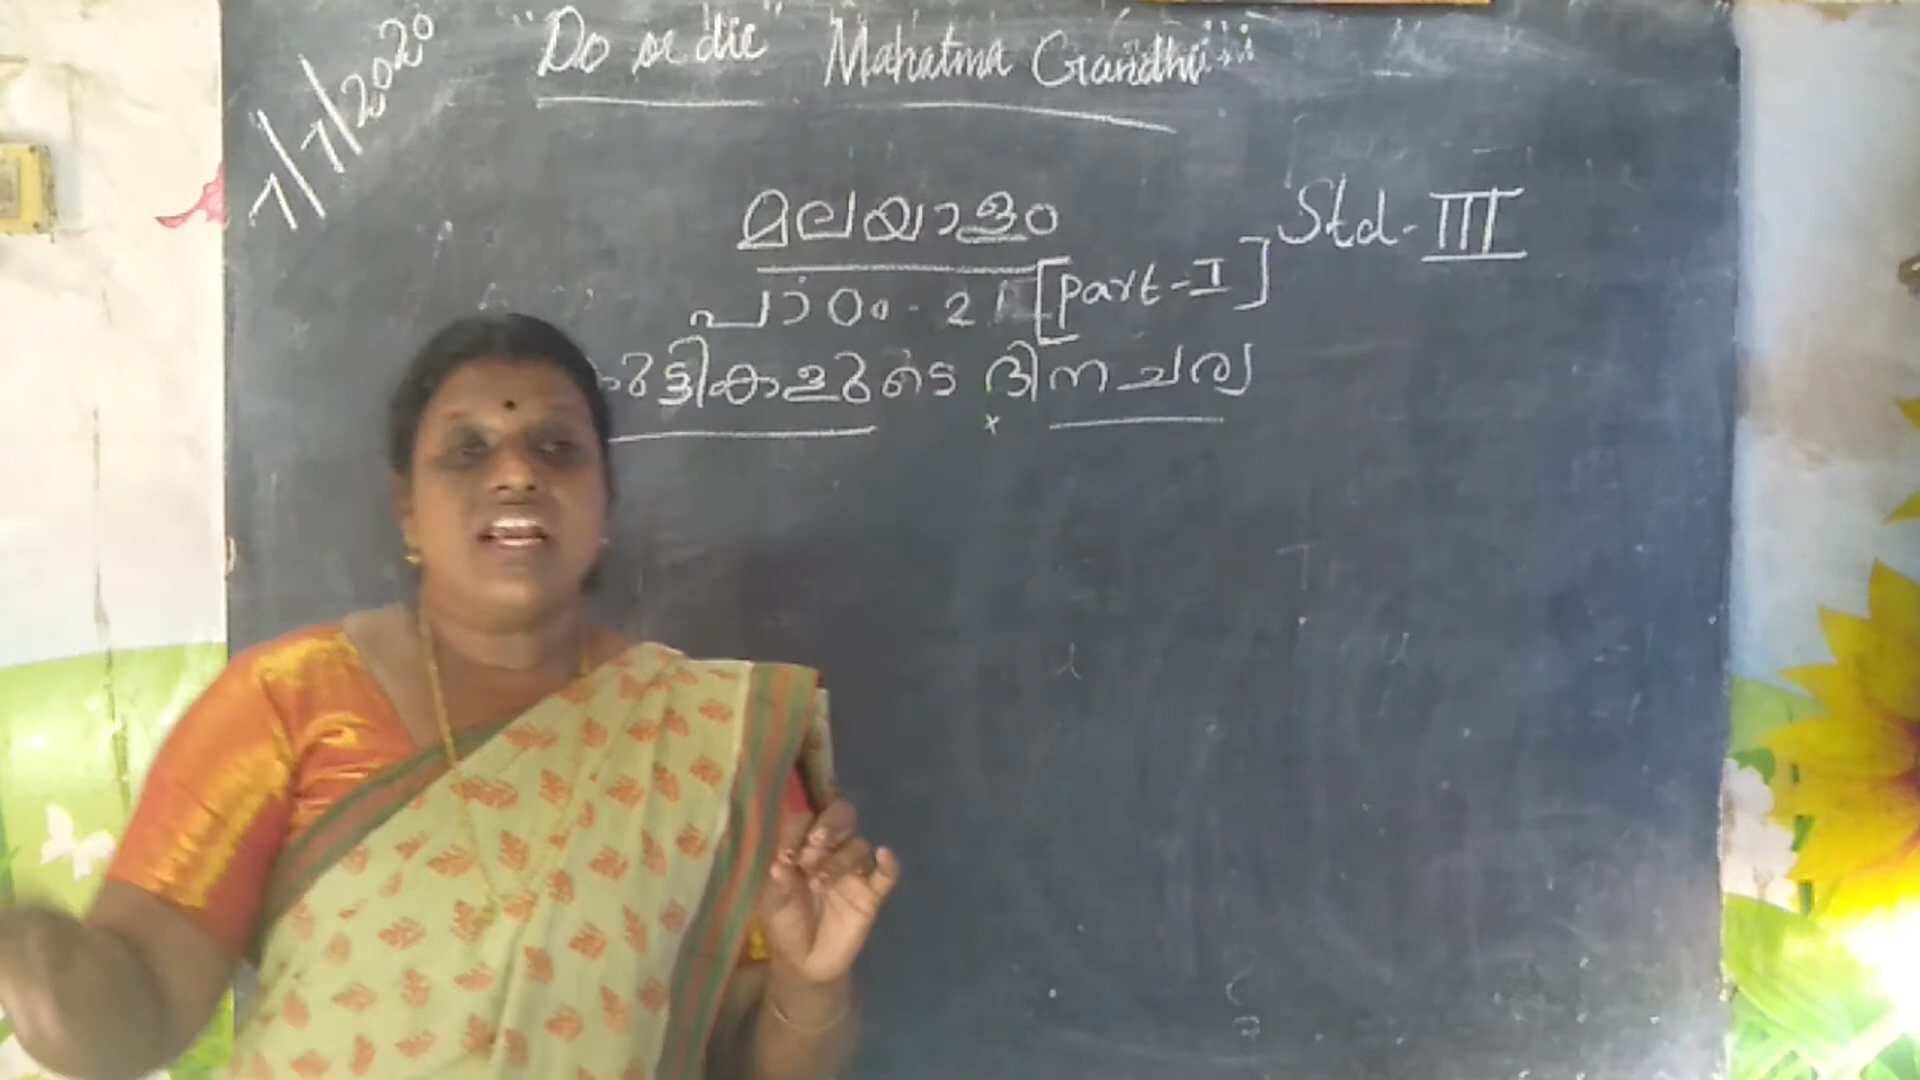 7/7/2020
"Do or die" Mahatma Gandhi
മലയാളം
Std-III
പാഠം-2 [Part-I]
കുട്ടികളുടെ ദിനചര്യ